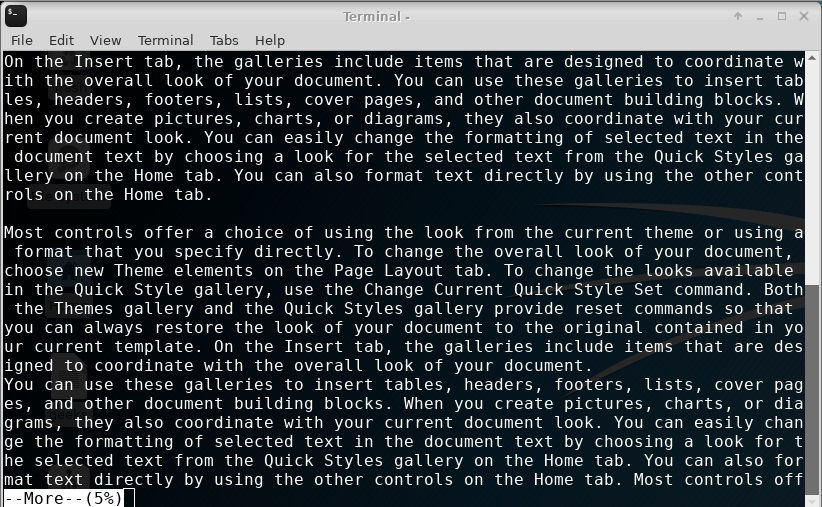 Terminal -
File Edit View Terminal Tabs Help
On the Insert tab, the galleries include items that are designed to coordinate w
ith the overall look of your document. You can use these galleries to insert tab
les, headers, footers, lists, cover pages, and other document building blocks. W
hen you create pictures, charts, or diagrams, they also coordinate with your cur
rent document look. You can easily change the formatting of selected text in the
 document text by choosing a look for the selected text from the Quick Styles ga
llery on the Home tab. You can also format text directly by using the other cont
rols on the Home tab.

Most controls offer a choice of using the look from the current theme or using a
 format that you specify directly. To change the overall look of your document,
choose new Theme elements on the Page Layout tab. To change the looks available
in the Quick Style gallery, use the Change Current Quick Style Set command. Both
 the Themes gallery and the Quick Styles gallery provide reset commands so that
you can always restore the look of your document to the original contained in yo
ur current template. On the Insert tab, the galleries include items that are des
igned to coordinate with the overall look of your document.
You can use these galleries to insert tables, headers, footers, lists, cover pag
es, and other document building blocks. When you create pictures, charts, or dia
grams, they also coordinate with your current document look. You can easily chan
ge the formatting of selected text in the document text by choosing a look for t
he selected text from the Quick Styles gallery on the Home tab. You can also for
mat text directly by using the other controls on the Home tab. Most controls off
--More--(5%)